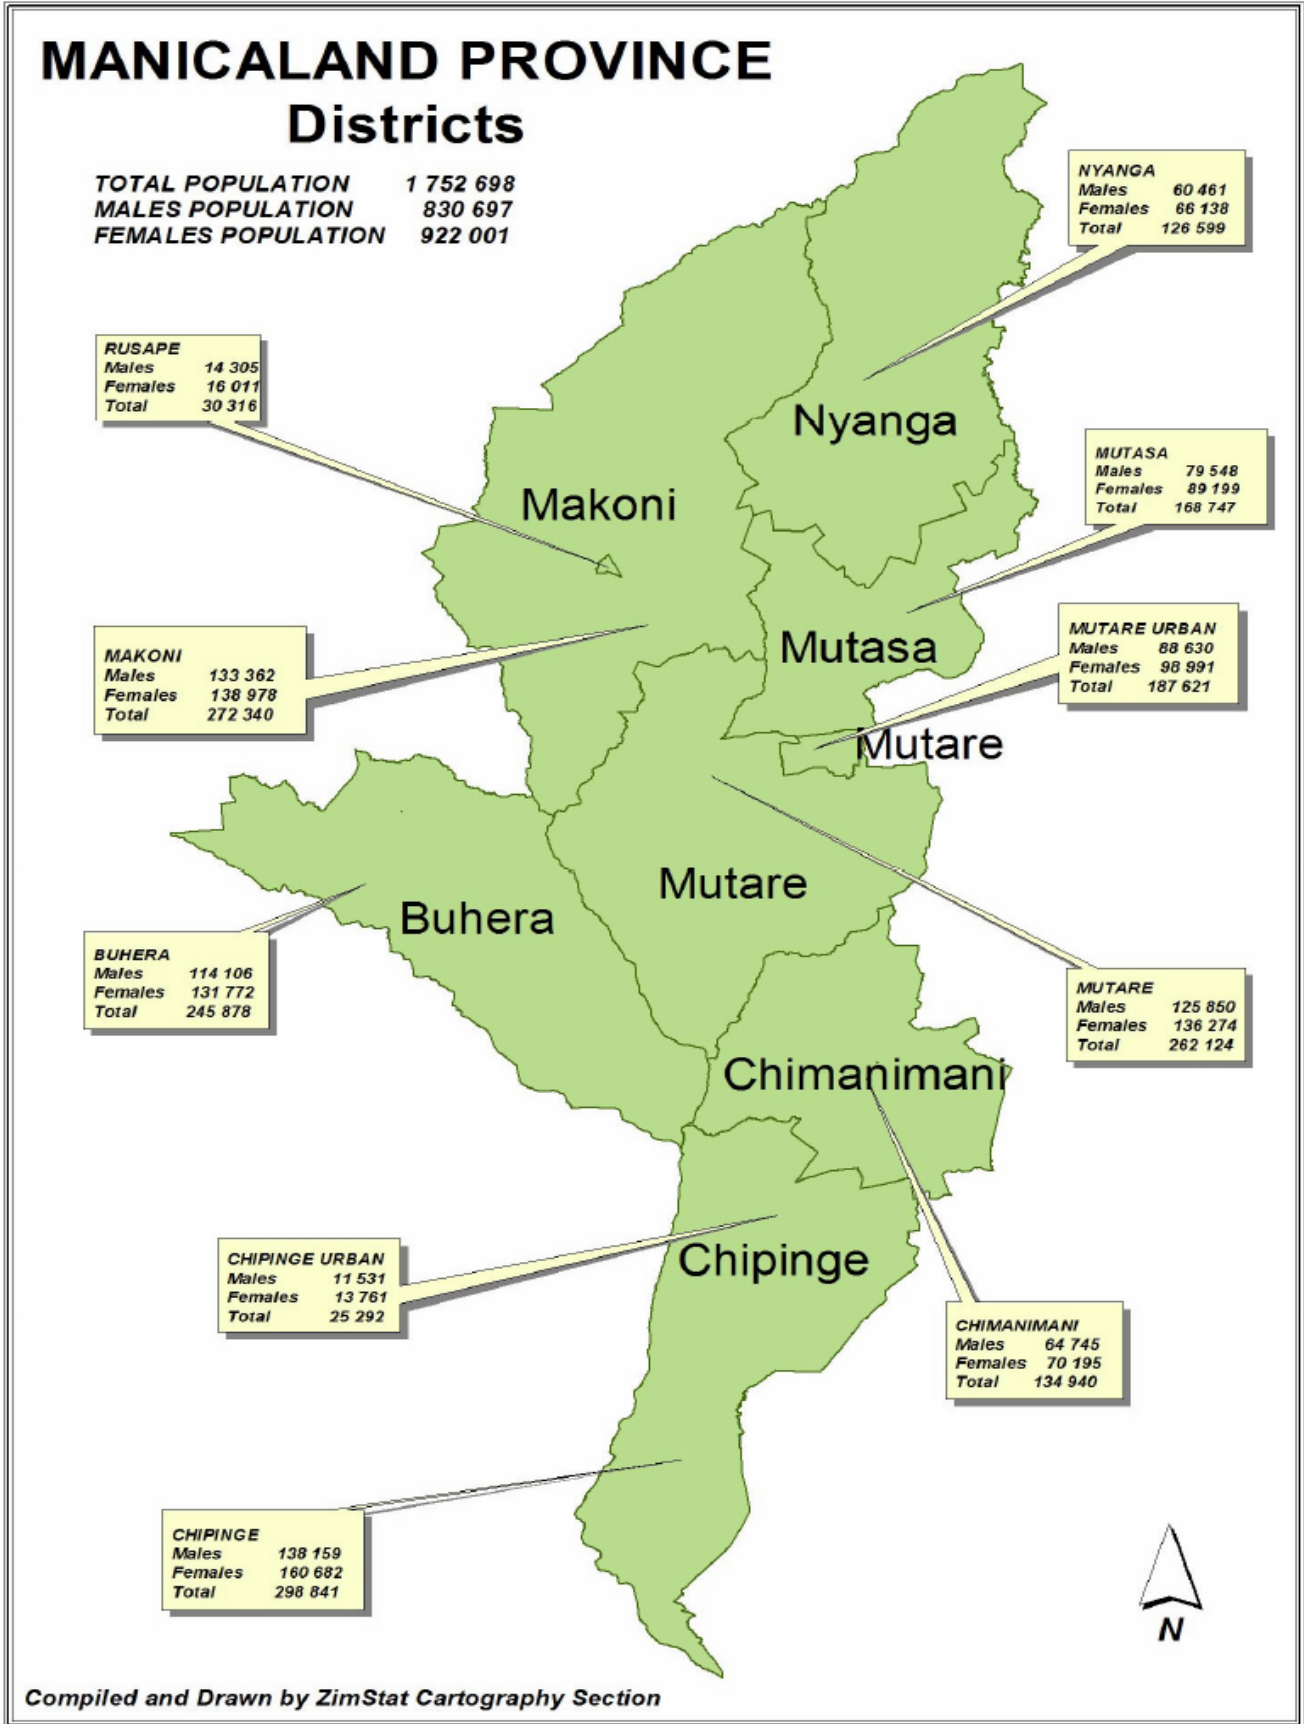 MANICALAND PROVINCE
Districts
TOTAL POPULATION 1 752 698
MALES POPULATION 830 697
FEMALES POPULATION 922 001
NYANGA
Males 60 461
Females 66 138
Total 126 599
RUSAPE
Males 14 305
Females 16 011
Total 30 316
Nyanga
MUTASA
Males 79 548
Females 89 199
Total 168 747
Makoni
MUTARE URBAN
Males 88 630
Females 98 991
Total 187 621
MAKONI
Males 133 362
Females 138 978
Total 272 340
Mutasa
Mutare
Mutare
Buhera
BUHERA
Males 114 106
Females 131 772
Total 245 878
MUTARE
Males 125 850
Females 136 274
Total 262 124
Chimanimani
CHIPINGE URBAN
Males 11 531
Females 13 761
Total 25 292
Chipinge
CHIMANIMANI
Males 64 745
Females 70 195
Total 134 940
CHIPINGE
Males 138 159
Females 160 682
Total 298 841
N
Compiled and Drawn by ZimStat Cartography Section